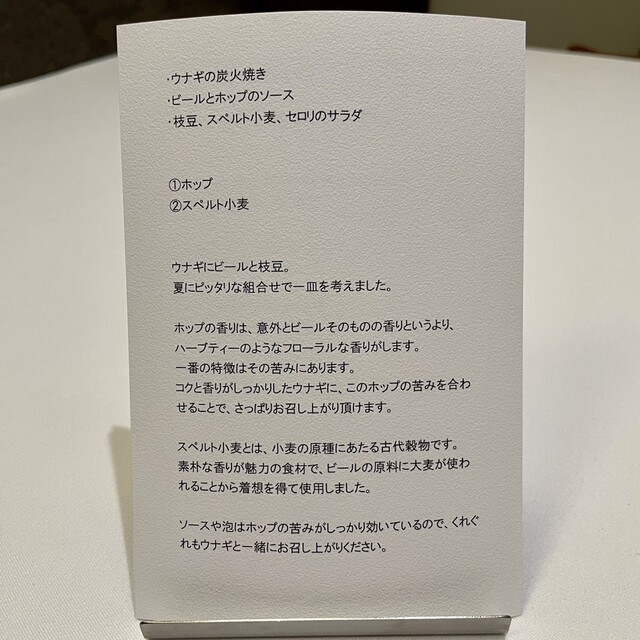 ・ウナギの炭火焼き
・ビールとホップのソース
・枝豆、スペルト小麦、セロリのサラダ
①ホップ
②スペルト小麦
ウナギにビールと枝豆。
夏にピッタリな組合せで一皿を考えました。
ホップの香りは、意外とビールそのものの香りというより、
ハーブティーのようなフローラルな香りがします。
一番の特徴はその苦みにあります。
コクと香りがしっかりしたウナギに、このホップの苦みを合わ
せることで、さっぱりお召し上がり頂けます。
スペルト小麦とは、小麦の原種にあたる古代穀物です。
素朴な香りが魅力の食材で、ビールの原料に大麦が使わ
れることから着想を得て使用しました。
ソースや泡はホップの苦みがしっかり効いているので、くれぐ
れもウナギと一緒にお召し上がりください。